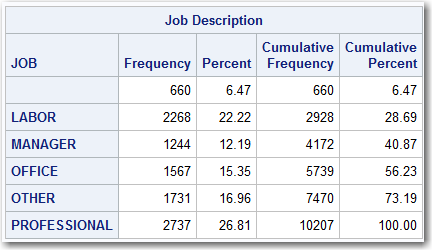 Job Description
JOB Frequency Percent Cumulative Frequency Cumulative Percent
660 6.47 660 6.47
LABOR 2268 22.22 2928 28.69
MANAGER 1244 12.19 4172 40.87
OFFICE 1567 15.35 5739 56.23
OTHER 1731 16.96 7470 73.19
PROFESSIONAL 2737 26.81 10207 100.00